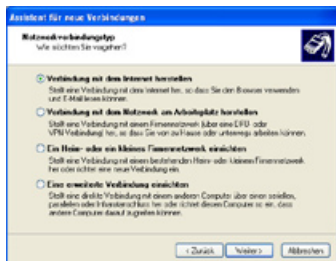 Assistent für neue Verbindungen
Netzwerkverbindungstyp
Wie möchten Sie vorgehen?
Verbindung mit dem Internet herstellen
Stellt eine Verbindung mit dem Internet her, so dass Sie den Browser verwenden
und E-Mail lesen können.
Verbindung mit dem Netzwerk am Arbeitsplatz herstellen
Stellt eine Verbindung mit einem Firmennetzwerk (über eine DFÜ- oder
VPN-Verbindung) her, so dass Sie von zu Hause oder unterwegs arbeiten können.
Ein Heim- oder ein kleines Firmennetzwerk einrichten
Stellt eine Verbindung mit einem bestehenden Heim- oder kleinem Firmennetzwerk
her oder richtet eine neue Verbindung ein.
Eine erweiterte Verbindung einrichten
Stellt eine direkte Verbindung mit einem anderen Computer über einen seriellen,
parallelen oder Infrarotanschluss her oder richtet diesen Computer so ein, dass
andere Computer darauf zugreifen können.
< Zurück
Weiter >
Abbrechen